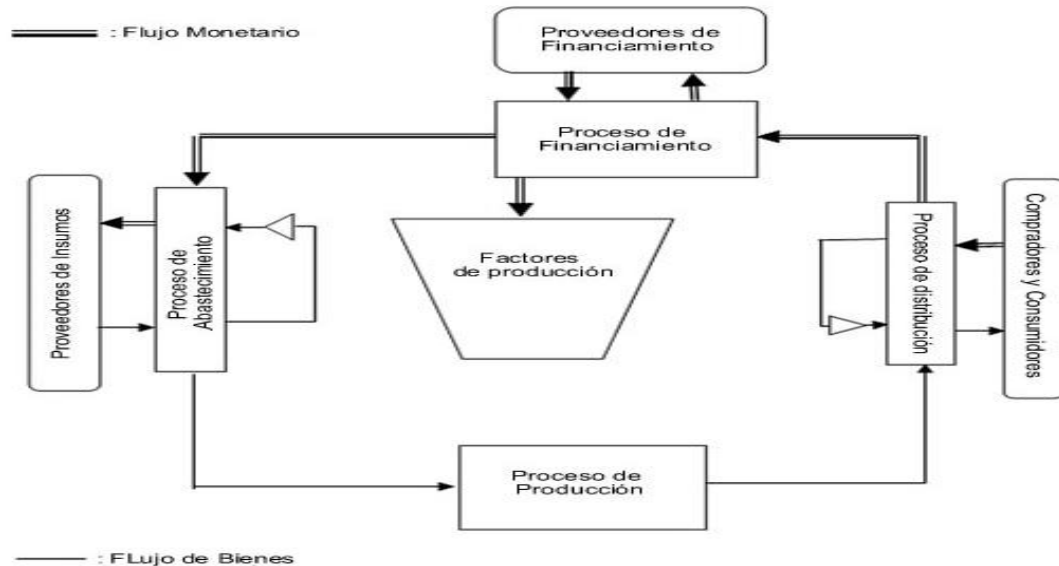 : Flujo Monetario
Proveedores de
Financiamiento
Proceso de
Financiamiento
Proveedores de Insumos
Proceso de
Abastecimiento
Factores
de producción
Proceso de distribución
Compradores y Consumidores
Proceso de
Producción
: FLujo de Bienes